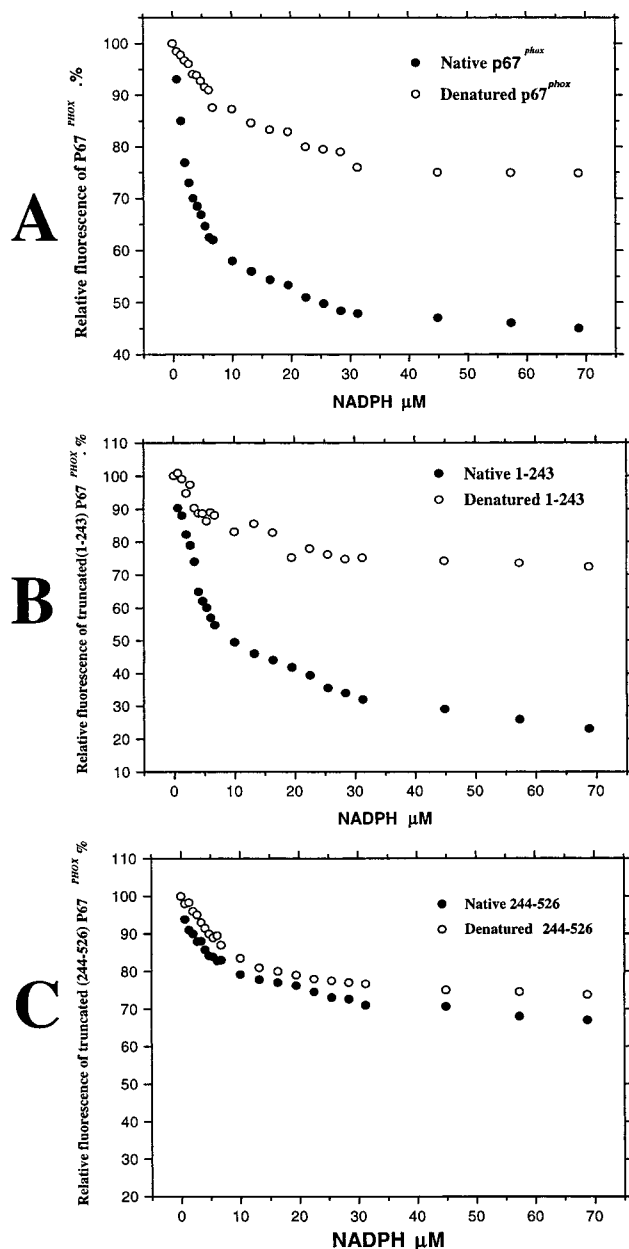 A
Relative fluorescence of P67 PHOX .%
100
90
80
70
60
50
40
Native p67 phox
Denatured p67 phox
0 10 20 30 40 50 60 70
NADPH µM
B
Relative fluorescence of truncated(1-243) P67 PHOX. %
110
100
90
80
70
60
50
40
30
20
10
Native 1-243
Denatured 1-243
0 10 20 30 40 50 60 70
NADPH µM
C
Relative fluorescence of truncated (244-526) P67 PHOX %
110
100
90
80
70
60
50
40
30
20
Native 244-526
Denatured 244-526
0 10 20 30 40 50 60 70
NADPH µM